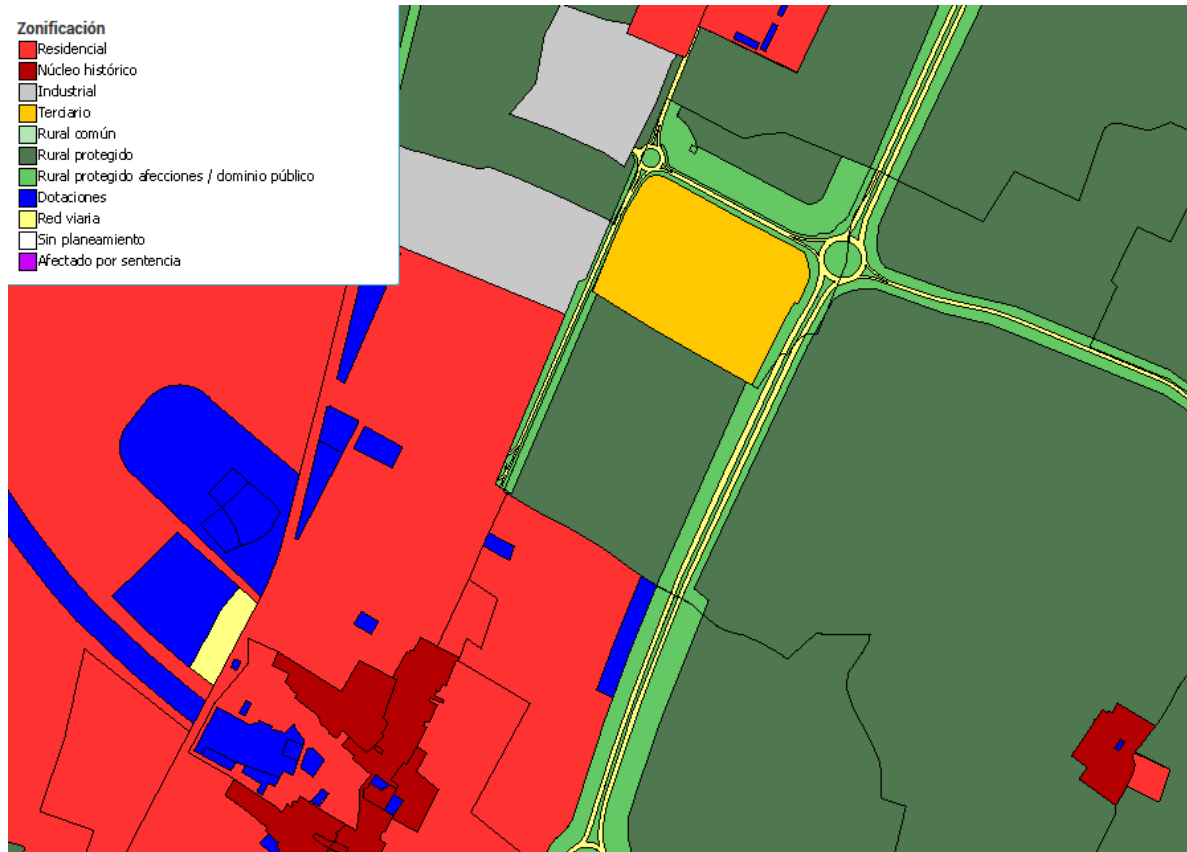 Zonificación
Residencial
Núcleo histórico
Industrial
Terciario
Rural común
Rural protegido
Rural protegido afecciones / dominio público
Dotaciones
Red viaria
Sin planeamiento
Afectado por sentencia